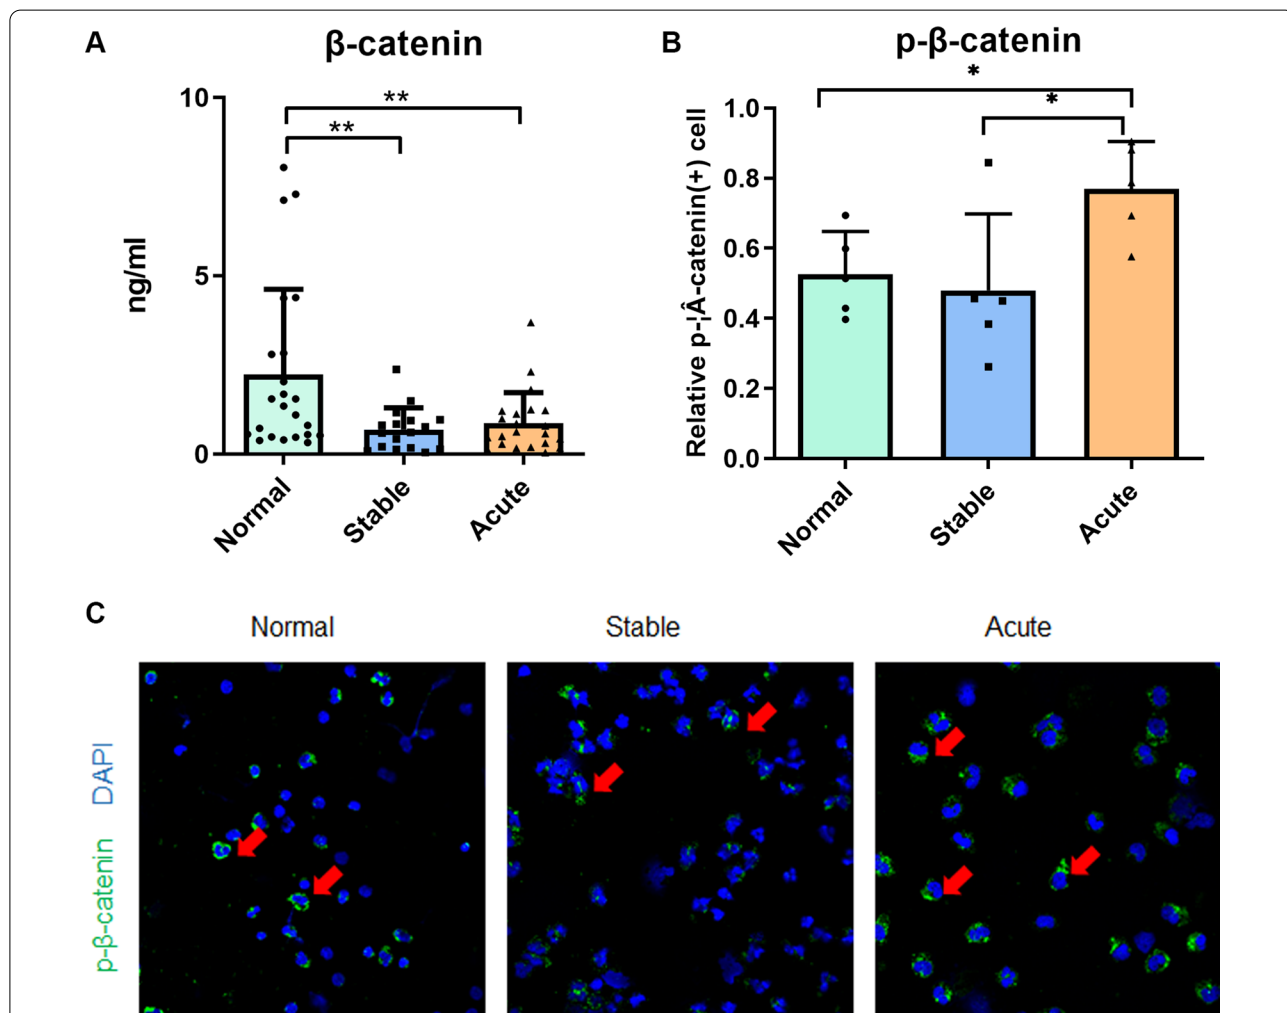 A
β-catenin
**
**
10
5
0
ng/ml
Normal
Stable
Acute
B
p-β-catenin
*
*
1.0
0.8
0.6
0.4
0.2
0.0
Relative p-¦Â-catenin(+) cell
Normal
Stable
Acute
C
Normal
Stable
Acute
p-β-catenin DAPI